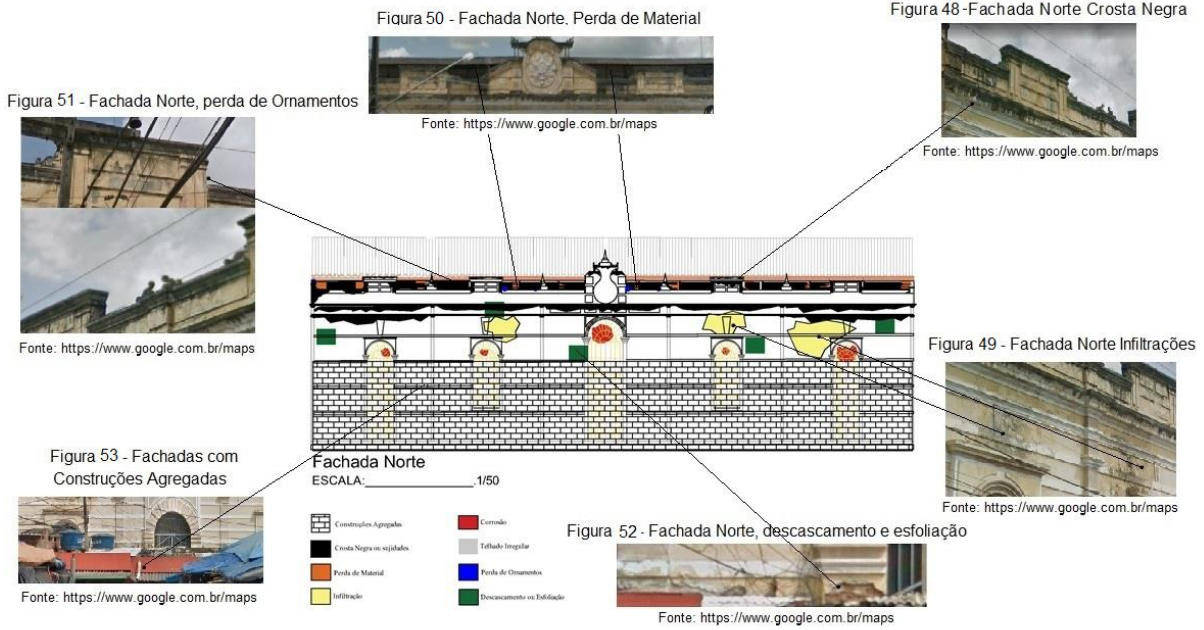 Figura 50 - Fachada Norte, Perda de Material
Fonte: https://www.google.com.br/maps
Figura 48 -Fachada Norte Crosta Negra
Fonte: https://www.google.com.br/maps
Figura 51 - Fachada Norte, perda de Ornamentos
Fonte: https://www.google.com.br/maps
Figura 49 - Fachada Norte Infiltrações
Fonte: https://www.google.com.br/maps
Figura 53 - Fachadas com
Construções Agregadas
Fonte: https://www.google.com.br/maps
Fachada Norte
ESCALA:________________.1/50
Construções Agregadas
Crosta Negra ou sujidades
Perda de Material
Infiltração
Corrosão
Telhado Irregular
Perda de Ornamentos
Descascamento ou Esfoliação
Figura 52 - Fachada Norte, descascamento e esfoliação
Fonte: https://www.google.com.br/maps